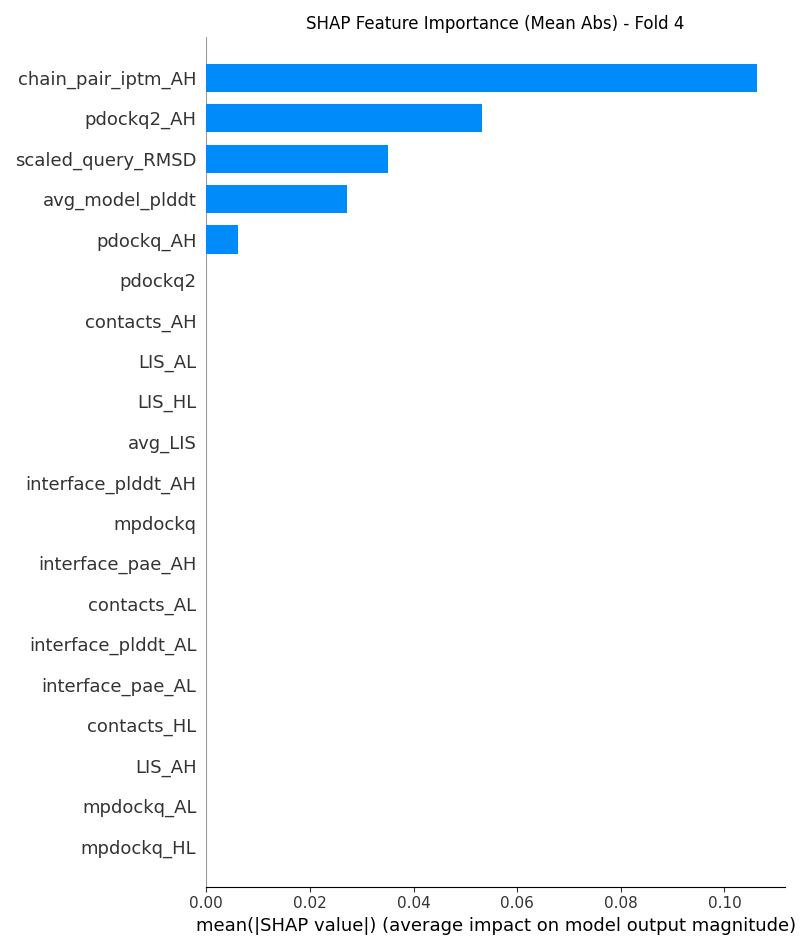 SHAP Feature Importance (Mean Abs) - Fold 4
chain_pair_iptm_AH
pdockq2_AH
scaled_query_RMSD
avg_model_plddt
pdockq_AH
pdockq2
contacts_AH
LIS_AL
LIS_HL
avg_LIS
interface_plddt_AH
mpdockq
interface_pae_AH
contacts_AL
interface_plddt_AL
interface_pae_AL
contacts_HL
LIS_AH
mpdockq_AL
mpdockq_HL
0.00 0.02 0.04 0.06 0.08 0.10
mean(|SHAP value|) (average impact on model output magnitude)